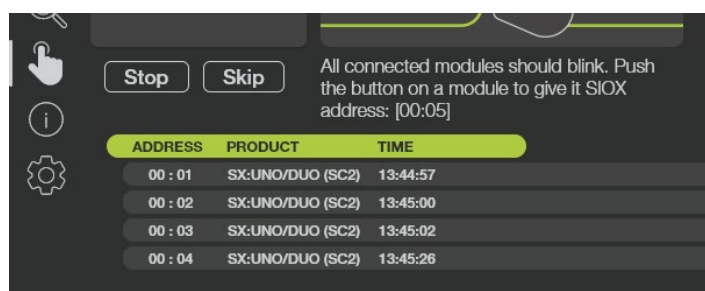 Stop Skip
All connected modules should blink. Push
the button on a module to give it SIOX
address: [00:05]
ADDRESS PRODUCT TIME
00 : 01 SX:UNO/DUO (SC2) 13:44:57
00 : 02 SX:UNO/DUO (SC2) 13:45:00
00 : 03 SX:UNO/DUO (SC2) 13:45:02
00 : 04 SX:UNO/DUO (SC2) 13:45:26